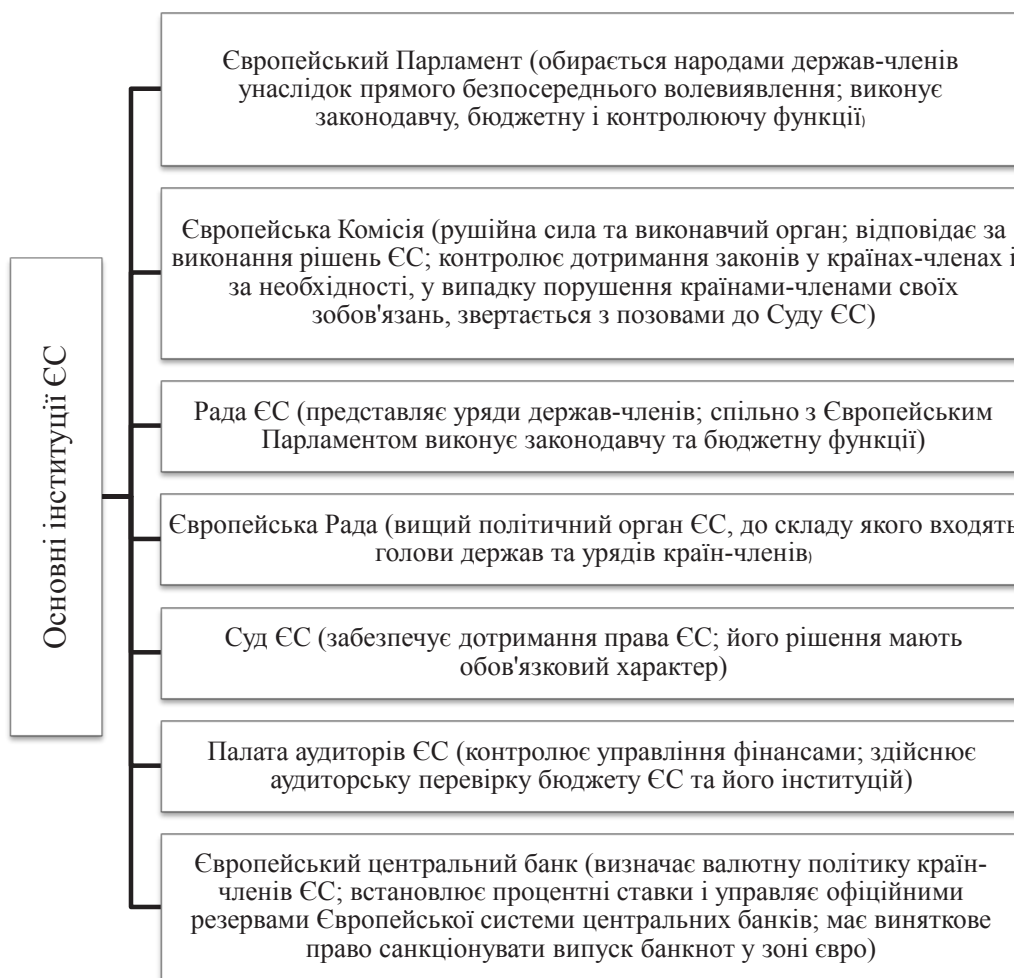 Основні інституції ЄС
Європейський Парламент (обирається народами держав-членів
унаслідок прямого безпосереднього волевиявлення; виконує
законодавчу, бюджетну і контролюючу функції)
Європейська Комісія (рушійна сила та виконавчий орган; відповідає за
виконання рішень ЄС; контролює дотримання законів у країнах-членах і
за необхідності, у випадку порушення країнами-членами своїх
зобов'язань, звертається з позовами до Суду ЄС)
Рада ЄС (представляє уряди держав-членів; спільно з Європейським
Парламентом виконує законодавчу та бюджетну функції)
Європейська Рада (вищий політичний орган ЄС, до складу якого входять
голови держав та урядів країн-членів)
Суд ЄС (забезпечує дотримання права ЄС; його рішення мають
обов'язковий характер)
Палата аудиторів ЄС (контролює управління фінансами; здійснює
аудиторську перевірку бюджету ЄС та його інституцій)
Європейський центральний банк (визначає валютну політику країн-
членів ЄС; встановлює процентні ставки і управляє офіційними
резервами Європейської системи центральних банків; має виняткове
право санкціонувати випуск банкнот у зоні євро)